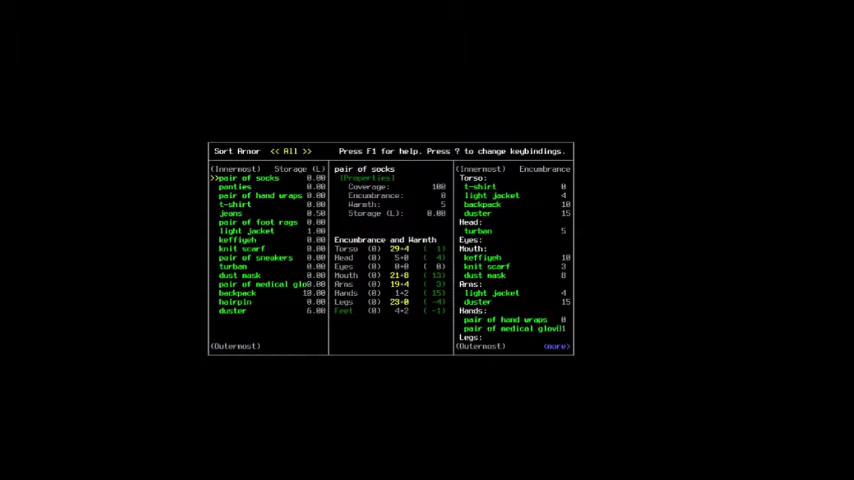 Sort Armor << All >> Press F1 for help. Press ? to change keybindings.
(Innermost) Storage (L)
>>pair of socks 0.00
panties 0.00
pair of hand wraps 0.00
t-shirt 0.00
jeans 0.50
pair of foot rags 0.00
light jacket 1.00
keffiyeh 0.00
knit scarf 0.00
pair of sneakers 0.00
turban 0.00
dust mask 0.00
pair of medical glo0.00
backpack 10.00
hairpin 0.00
duster 6.00
(Outermost)
pair of socks
[Properties]
Coverage: 100
Encumbrance: 0
Warmth: 5
Storage (L): 0.00
Encumbrance and Warmth
Torso (0) 29+4 ( 1)
Head (0) 5+0 ( 4)
Eyes (0) 0+0 ( 0)
Mouth (0) 21+8 ( 13)
Arms (0) 19+4 ( 3)
Hands (0) 1+2 ( 15)
Legs (0) 23+0 ( -4)
Feet (0) 4+2 ( -1)
(Innermost) Encumbrance
Torso:
t-shirt 0
light jacket 4
backpack 10
duster 15
Head:
turban 5
Eyes:
Mouth:
keffiyeh 10
knit scarf 3
dust mask 8
Arms:
light jacket 4
duster 15
Hands:
pair of hand wraps 0
pair of medical glov 1
Legs:
(Outermost) (more)